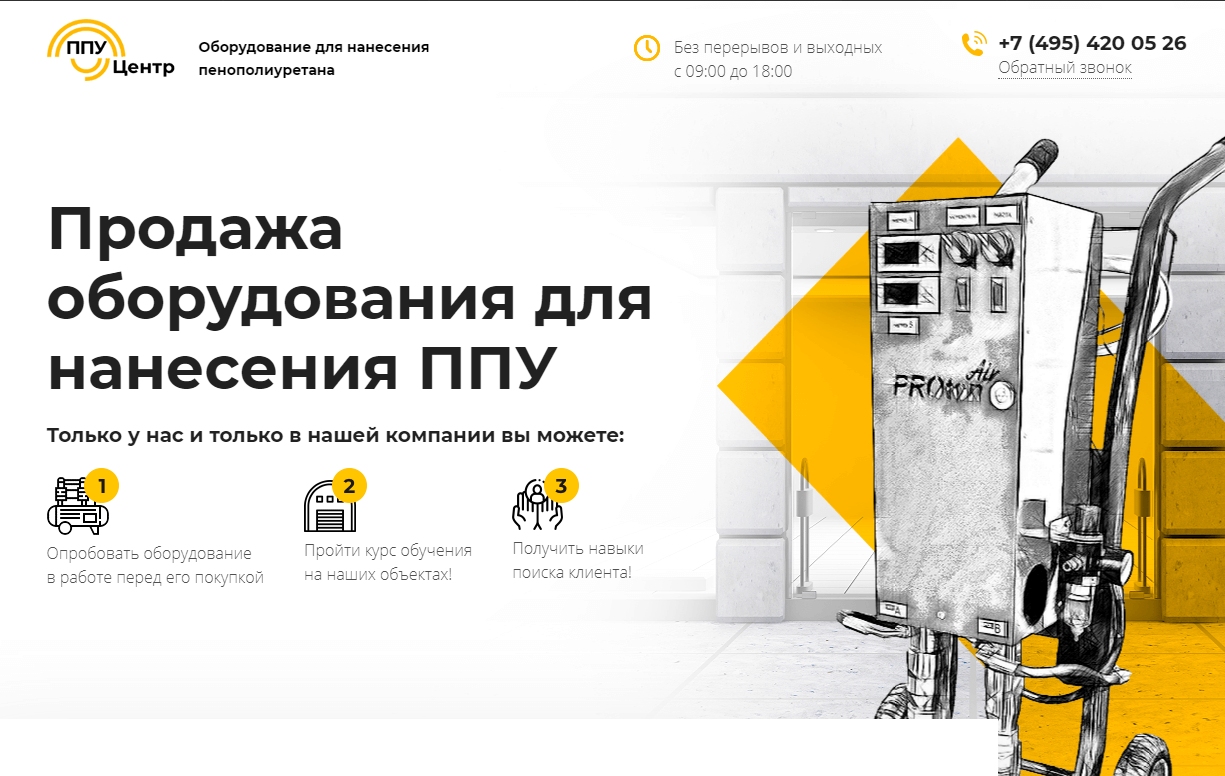 ППУ
Центр
Оборудование для нанесения
пенополиуретана
Без перерывов и выходных
с 09:00 до 18:00
+7 (495) 420 05 26
Обратный звонок
Продажа
оборудования для
нанесения ППУ
Только у нас и только в нашей компании вы можете:
1
Опробовать оборудование
в работе перед его покупкой
2
Пройти курс обучения
на наших объектах!
3
Получить навыки
поиска клиента!
Air
A
B